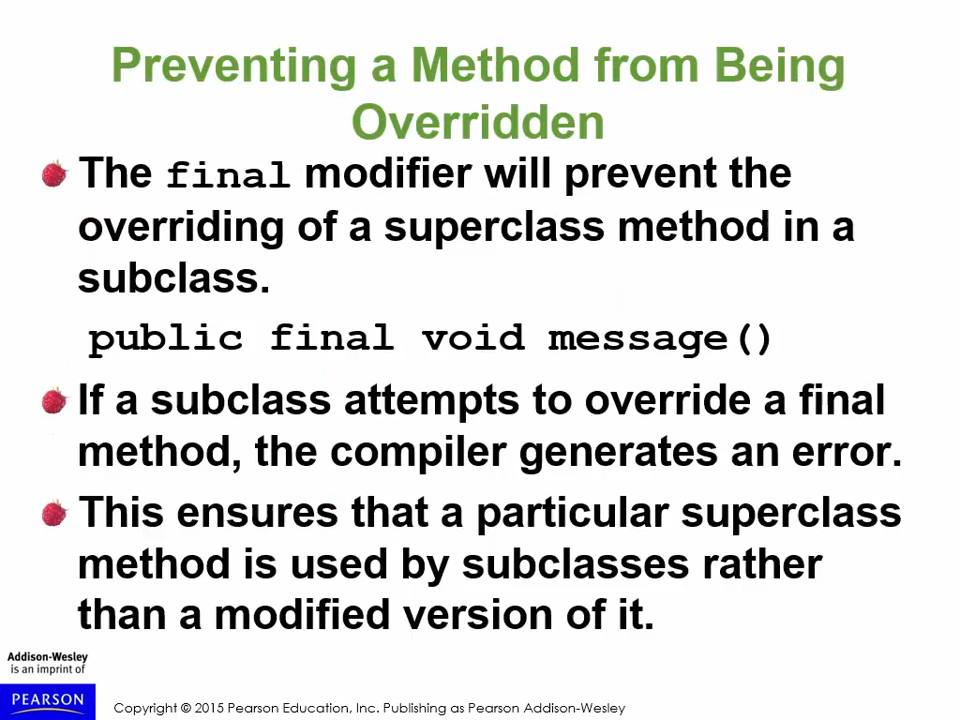 Preventing a Method from Being
Overridden
The final modifier will prevent the
overriding of a superclass method in a
subclass.
public final void message()
If a subclass attempts to override a final
method, the compiler generates an error.
This ensures that a particular superclass
method is used by subclasses rather
than a modified version of it.
Addison-Wesley
is an imprint of
PEARSON
Copyright © 2015 Pearson Education, Inc. Publishing as Pearson Addison-Wesley